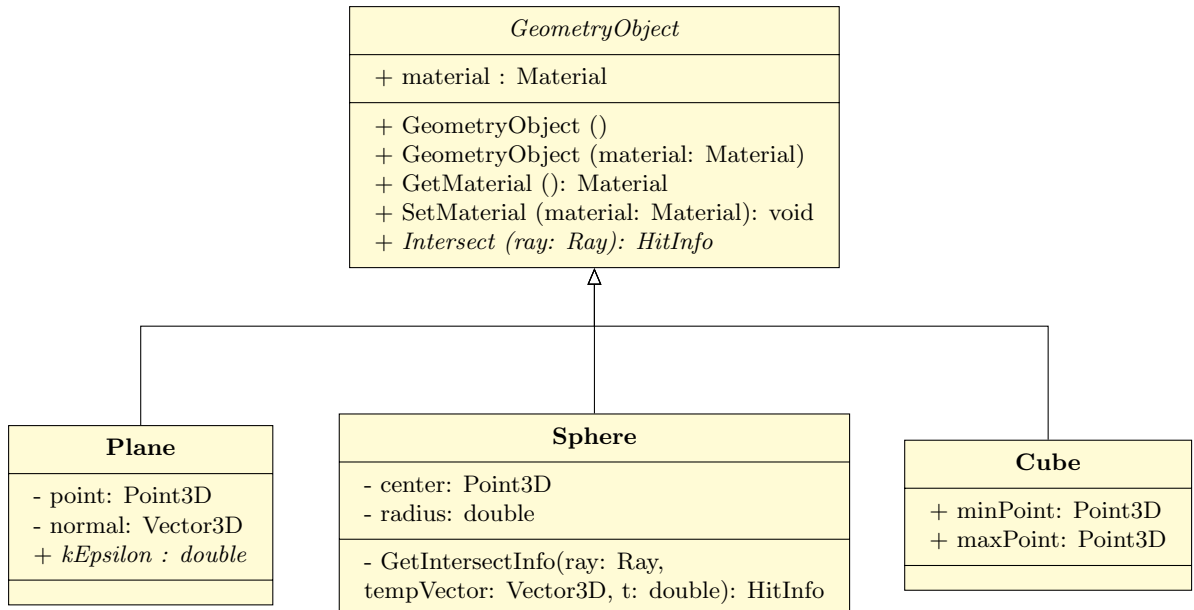 GeometryObject
+ material : Material
+ GeometryObject ()
+ GeometryObject (material: Material)
+ GetMaterial (): Material
+ SetMaterial (material: Material): void
+ Intersect (ray: Ray): HitInfo
Plane
- point: Point3D
- normal: Vector3D
+ kEpsilon : double
Sphere
- center: Point3D
- radius: double
- GetIntersectInfo(ray: Ray,
tempVector: Vector3D, t: double): HitInfo
Cube
+ minPoint: Point3D
+ maxPoint: Point3D